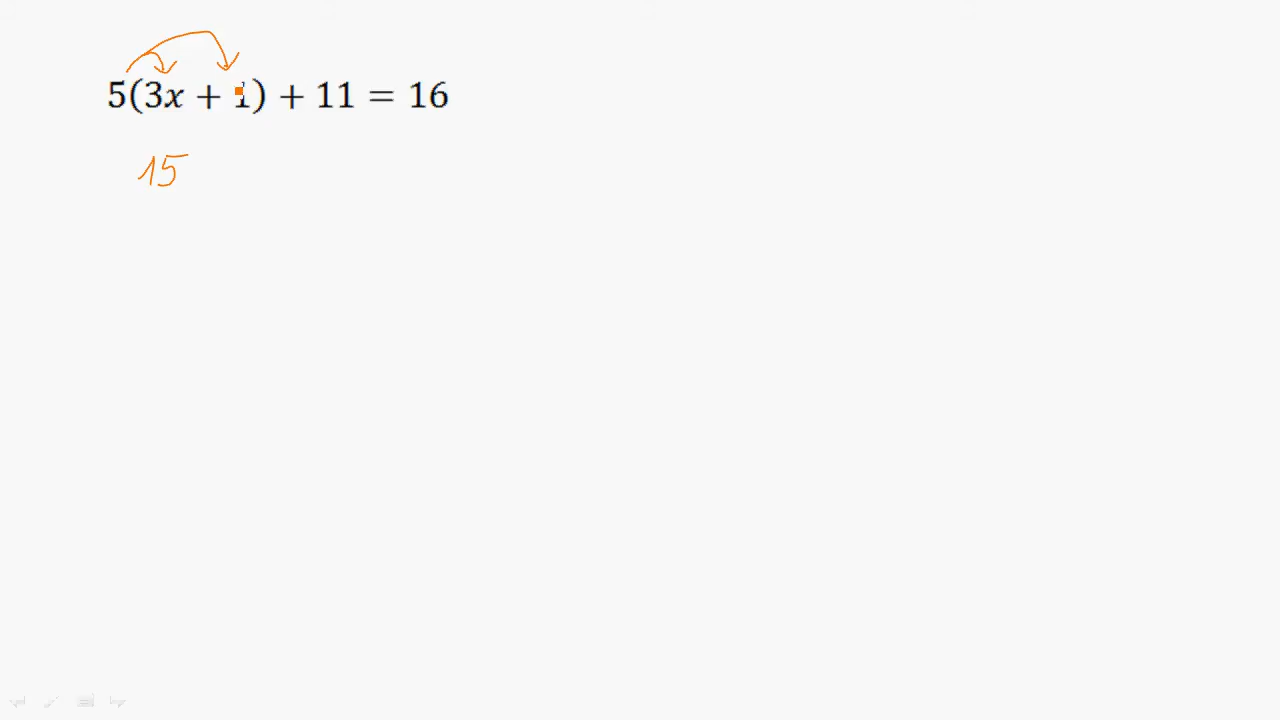 5(3x + 1) + 11 = 16
15